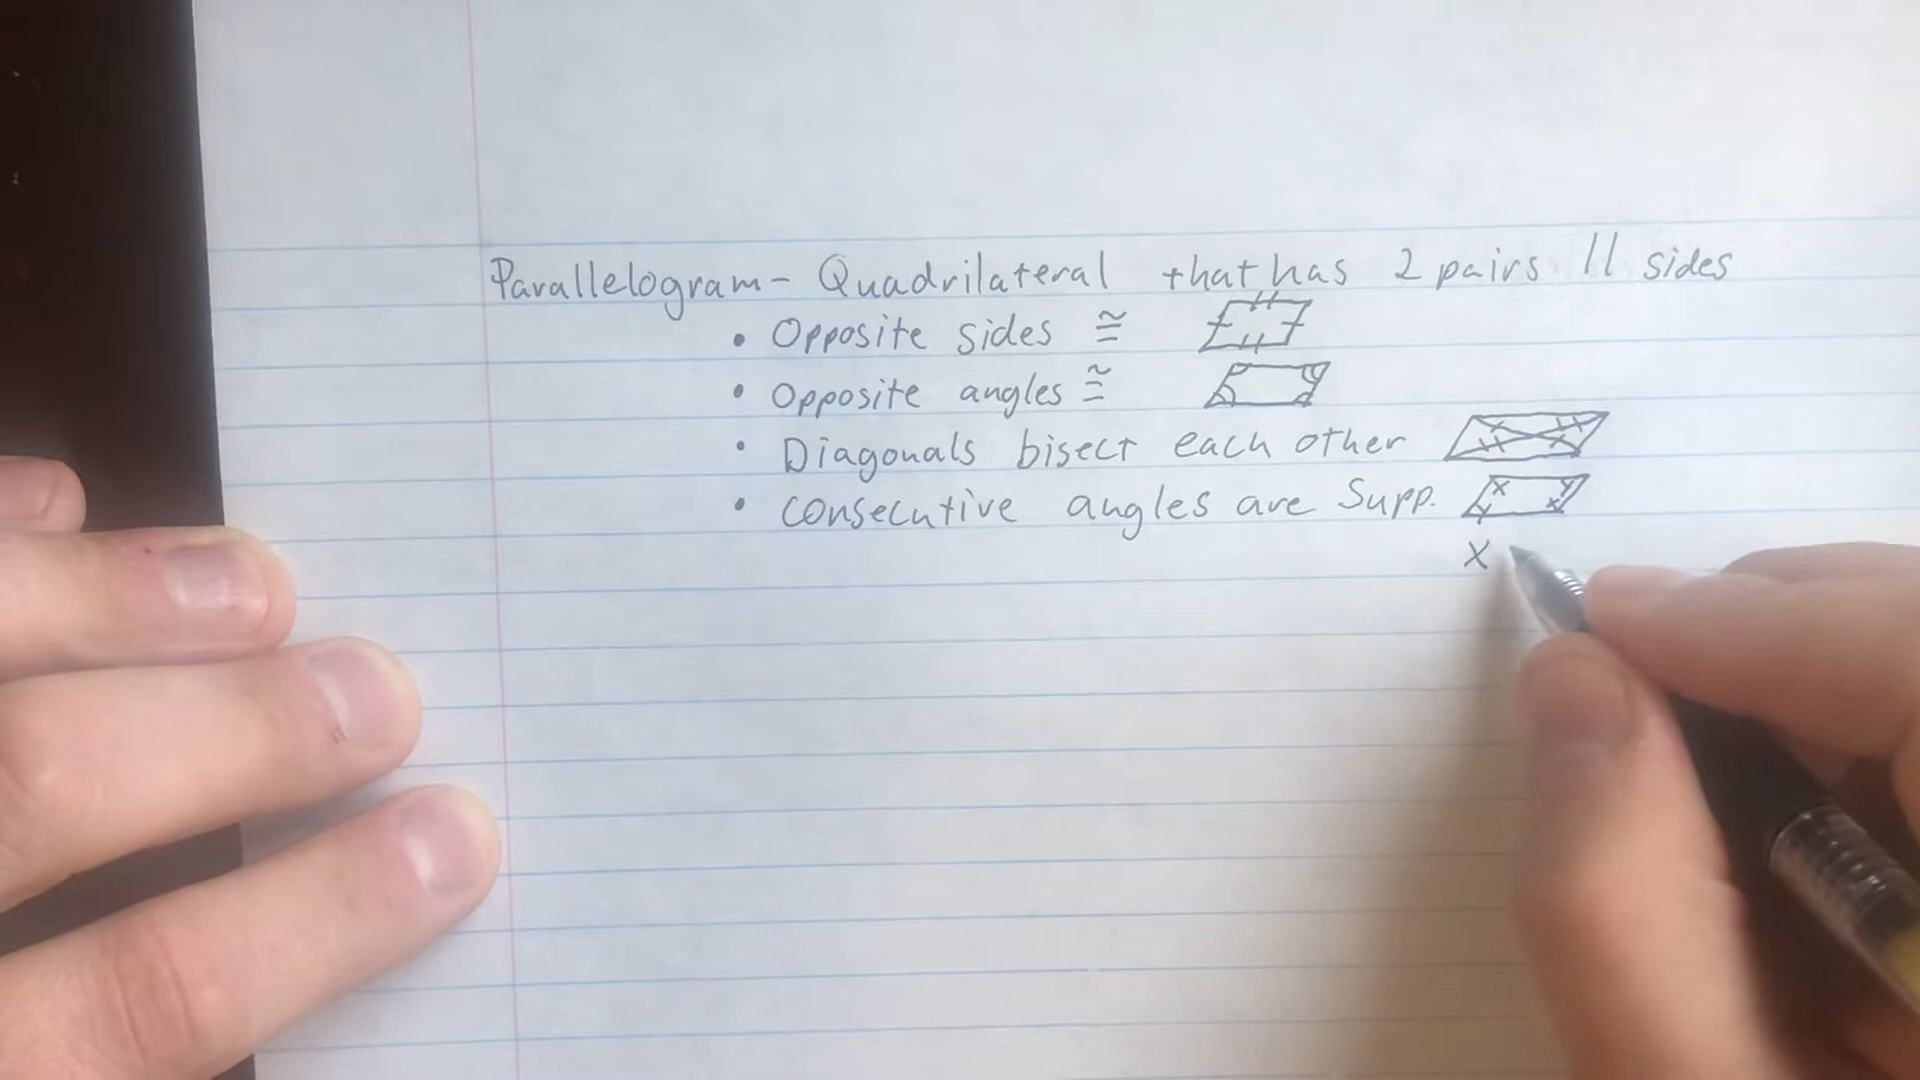 Parallelogram - Quadrilateral that has 2 pairs || sides
• Opposite sides ≅
• Opposite angles ≅
• Diagonals bisect each other
• Consecutive angles are Supp. x y y x
x